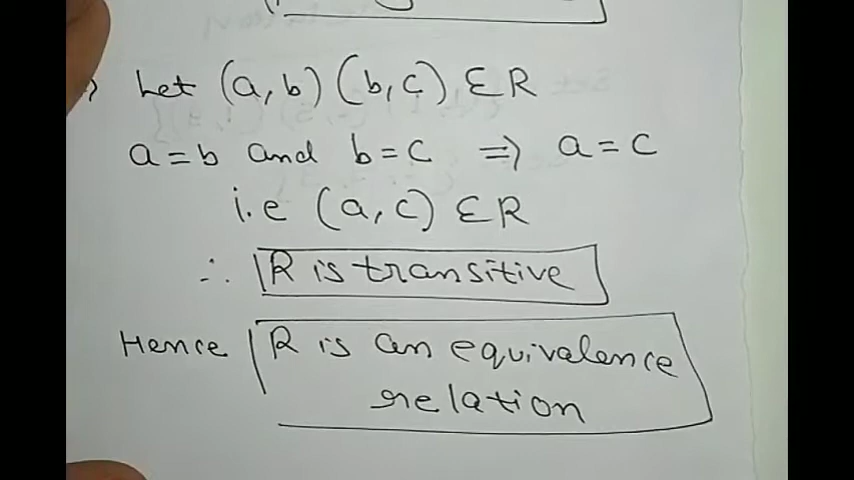 Let (a, b) (b, c) ∈ R
a = b and b = c ⇒ a = c
i.e (a, c) ∈ R
∴ R is transitive
Hence R is an equivalence
relation